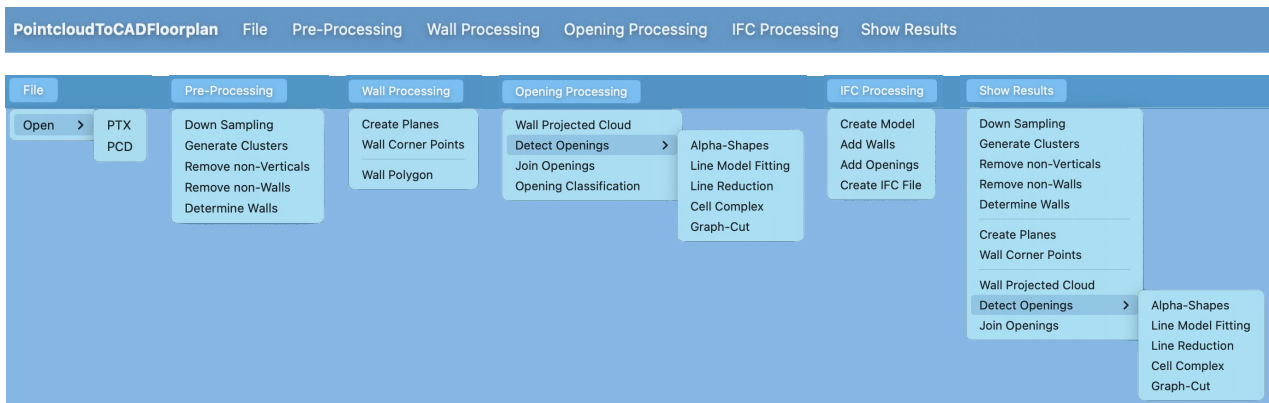 PointcloudToCADFloorplan File Pre-Processing Wall Processing Opening Processing IFC Processing Show Results
File
Open > PTX
PCD
Pre-Processing
Down Sampling
Generate Clusters
Remove non-Verticals
Remove non-Walls
Determine Walls
Wall Processing
Create Planes
Wall Corner Points
Wall Polygon
Opening Processing
Wall Projected Cloud
Detect Openings >
Join Openings
Opening Classification
Alpha-Shapes
Line Model Fitting
Line Reduction
Cell Complex
Graph-Cut
IFC Processing
Create Model
Add Walls
Add Openings
Create IFC File
Show Results
Down Sampling
Generate Clusters
Remove non-Verticals
Remove non-Walls
Determine Walls
Create Planes
Wall Corner Points
Wall Projected Cloud
Detect Openings >
Join Openings
Alpha-Shapes
Line Model Fitting
Line Reduction
Cell Complex
Graph-Cut